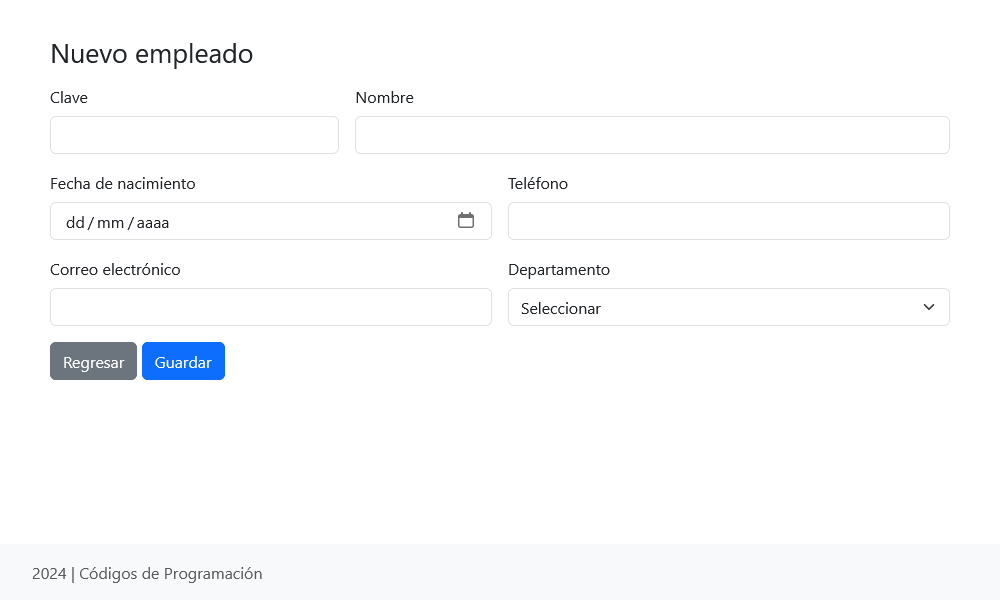 Nuevo empleado
Clave Nombre
Fecha de nacimiento Teléfono
dd/mm/aaaa
Correo electrónico Departamento
Seleccionar
Regresar Guardar
2024 | Códigos de Programación